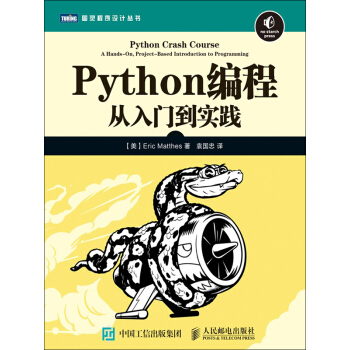 TURING
图灵程序设计丛书
no starch
press
Python Crash Course
A Hands-On, Project-Based Introduction to Programming
Python编程
从入门到实践
【美】Eric Matthes 著 袁国忠 译
中国工信出版集团
人民邮电出版社
POSTS & TELECOM PRESS